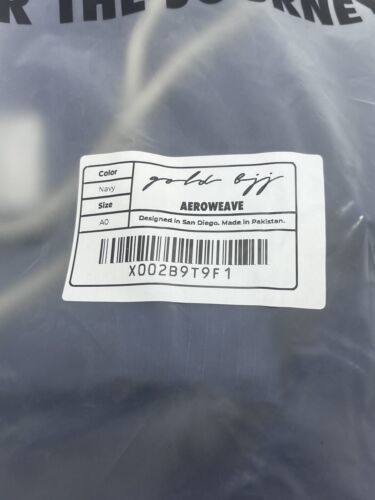 R THE JOURNEY
Color
Navy
Size
A0
gold bjj
AEROWEAVE
Designed in San Diego. Made in Pakistan.
X002B9T9F1